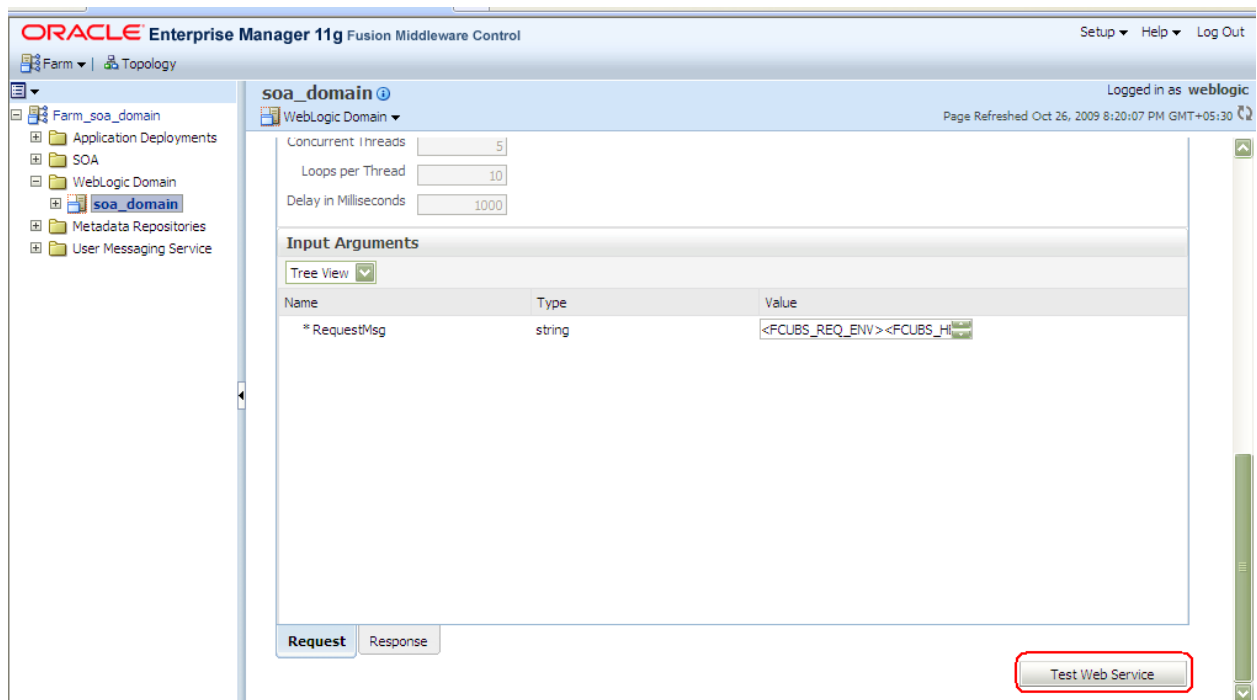 ORACLE Enterprise Manager 11g Fusion Middleware Control
Setup Help Log Out
Farm | Topology
soa_domain
Logged in as weblogic
WebLogic Domain
Page Refreshed Oct 26, 2009 8:20:07 PM GMT+05:30
Farm_soa_domain
Application Deployments
SOA
WebLogic Domain
soa_domain
Metadata Repositories
User Messaging Service
Concurrent Threads 5
Loops per Thread 10
Delay in Milliseconds 1000
Input Arguments
Tree View
Name Type Value
* RequestMsg string <FCUBS_REQ_ENV><FCUBS_HE
Request Response
Test Web Service